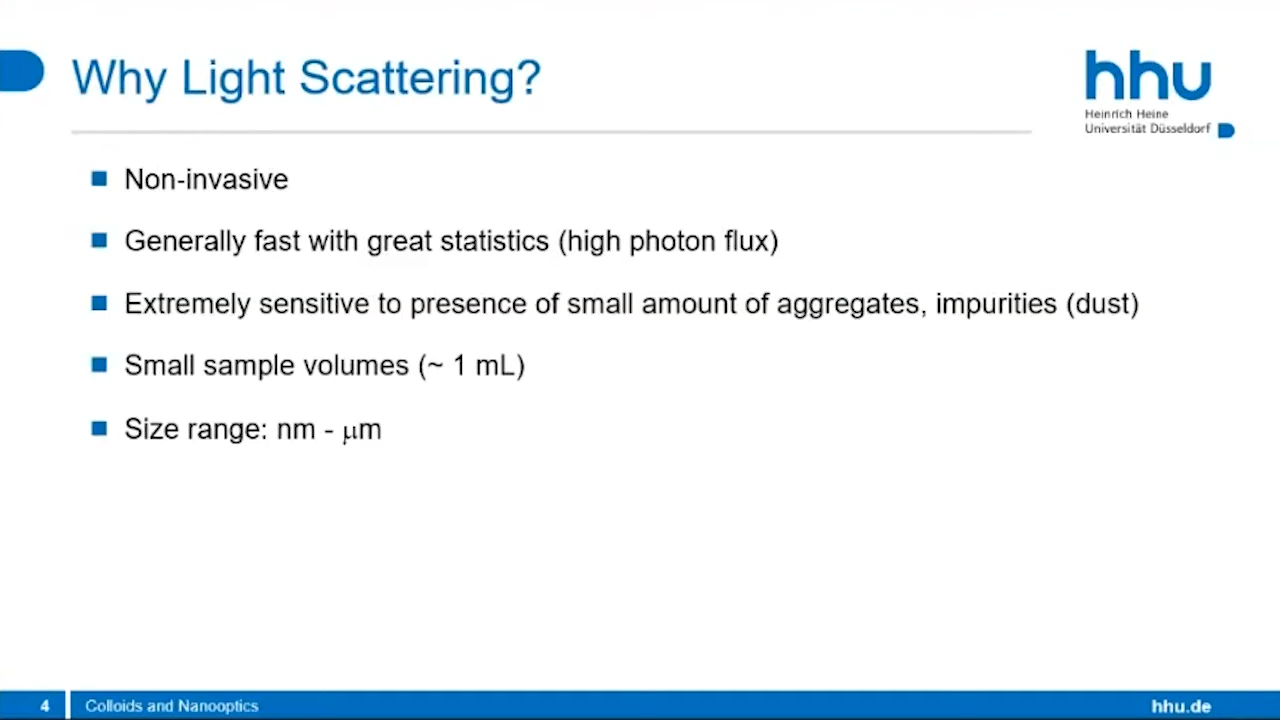 Why Light Scattering?
hhu
Heinrich Heine
Universität Düsseldorf
Non-invasive
Generally fast with great statistics (high photon flux)
Extremely sensitive to presence of small amount of aggregates, impurities (dust)
Small sample volumes (~ 1 mL)
Size range: nm - μm
4 Colloids and Nanooptics
hhu.de